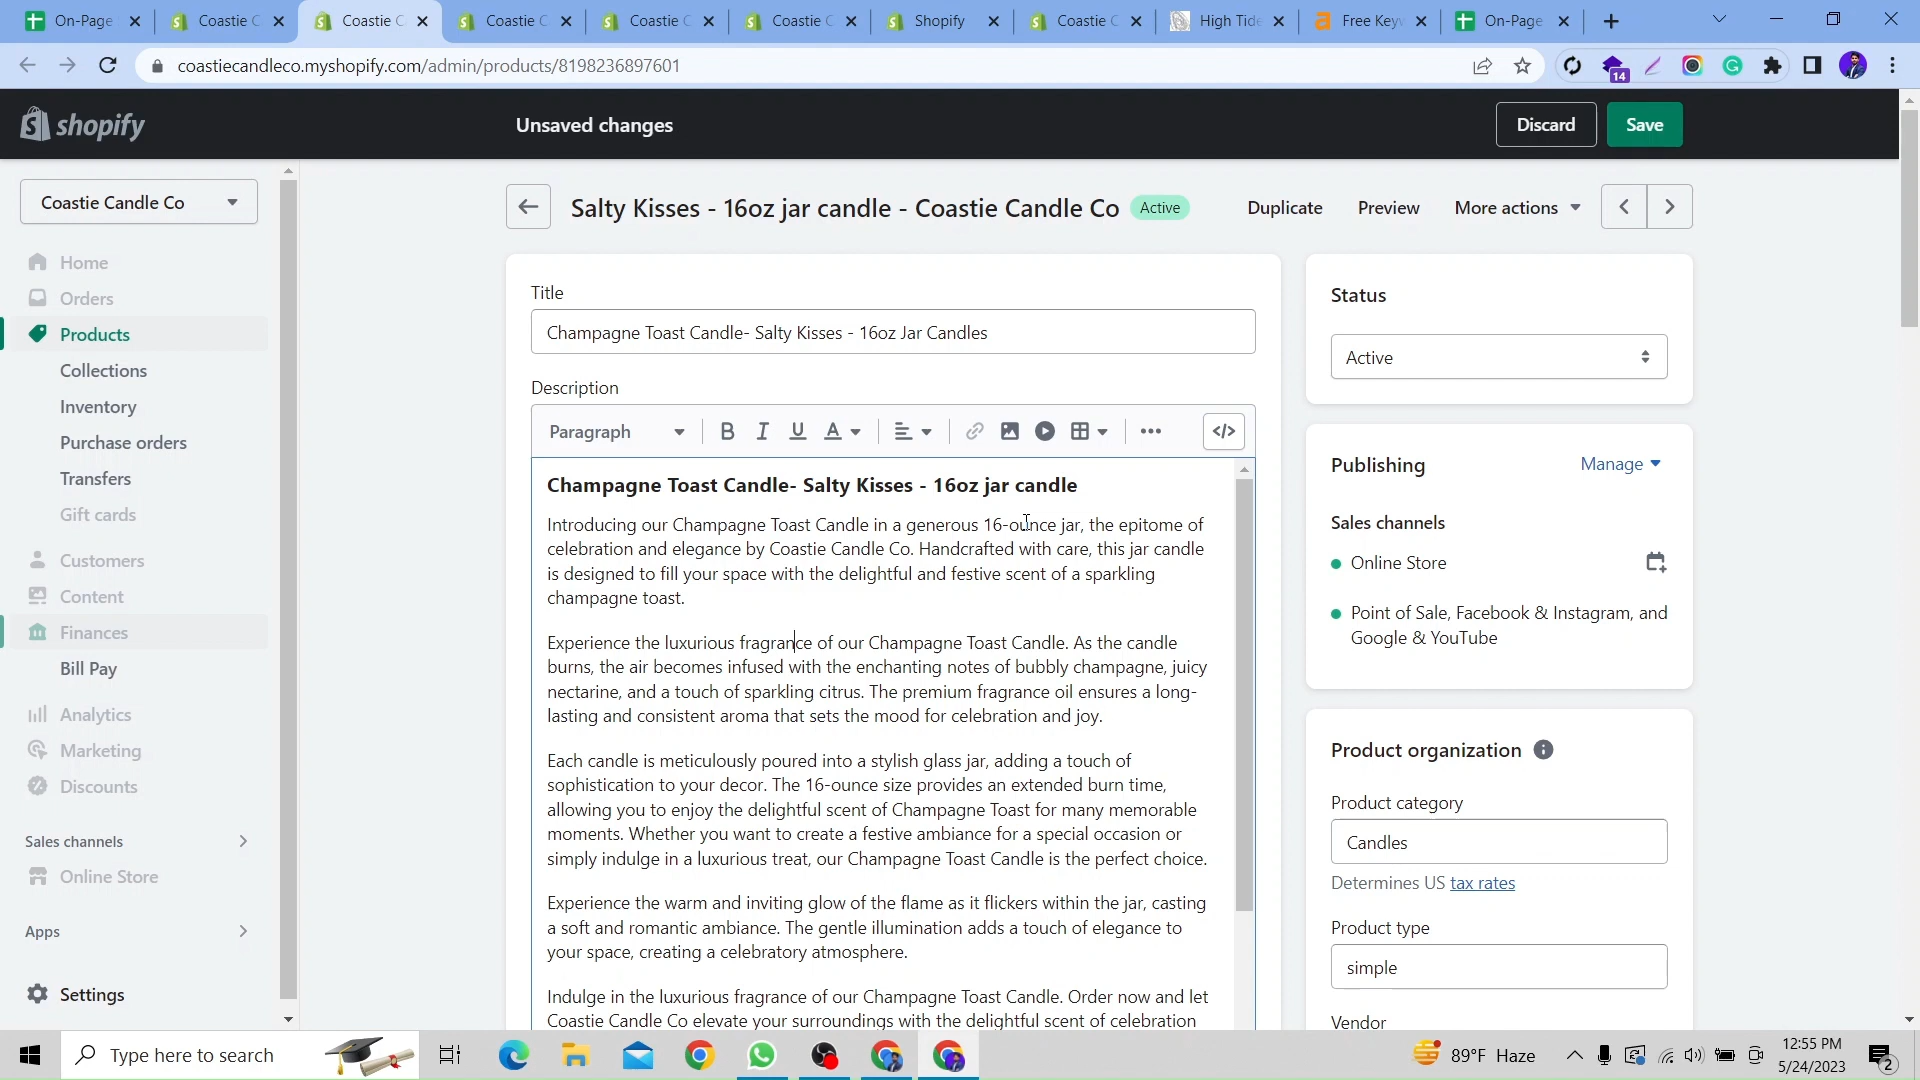 On-Page
Coastie C
Coastie C
Coastie C
Coastie C
Coastie C
Shopify
Coastie C
High Tide
Free Keyw
On-Page
coastiecandleco.myshopify.com/admin/products/8198236897601
14
shopify
Unsaved changes
Discard
Save
Coastie Candle Co
Salty Kisses - 16oz jar candle - Coastie Candle Co
Active
Duplicate
Preview
More actions
Home
Orders
Products
Collections
Inventory
Purchase orders
Transfers
Gift cards
Customers
Content
Finances
Bill Pay
Analytics
Marketing
Discounts
Sales channels
Online Store
Apps
Settings
Title
Champagne Toast Candle- Salty Kisses - 16oz Jar Candles
Description
Paragraph
B I U A
Champagne Toast Candle- Salty Kisses - 16oz jar candle
Introducing our Champagne Toast Candle in a generous 16-ounce jar, the epitome of
celebration and elegance by Coastie Candle Co. Handcrafted with care, this jar candle
is designed to fill your space with the delightful and festive scent of a sparkling
champagne toast.
Experience the luxurious fragrance of our Champagne Toast Candle. As the candle
burns, the air becomes infused with the enchanting notes of bubbly champagne, juicy
nectarine, and a touch of sparkling citrus. The premium fragrance oil ensures a long-
lasting and consistent aroma that sets the mood for celebration and joy.
Each candle is meticulously poured into a stylish glass jar, adding a touch of
sophistication to your decor. The 16-ounce size provides an extended burn time,
allowing you to enjoy the delightful scent of Champagne Toast for many memorable
moments. Whether you want to create a festive ambiance for a special occasion or
simply indulge in a luxurious treat, our Champagne Toast Candle is the perfect choice.
Experience the warm and inviting glow of the flame as it flickers within the jar, casting
a soft and romantic ambiance. The gentle illumination adds a touch of elegance to
your space, creating a celebratory atmosphere.
Indulge in the luxurious fragrance of our Champagne Toast Candle. Order now and let
Coastie Candle Co elevate your surroundings with the delightful scent of celebration
Status
Active
Publishing
Manage
Sales channels
Online Store
Point of Sale, Facebook & Instagram, and
Google & YouTube
Product organization
Product category
Candles
Determines US tax rates
Product type
simple
Vendor
Type here to search
89°F Haze
12:55 PM
5/24/2023
2